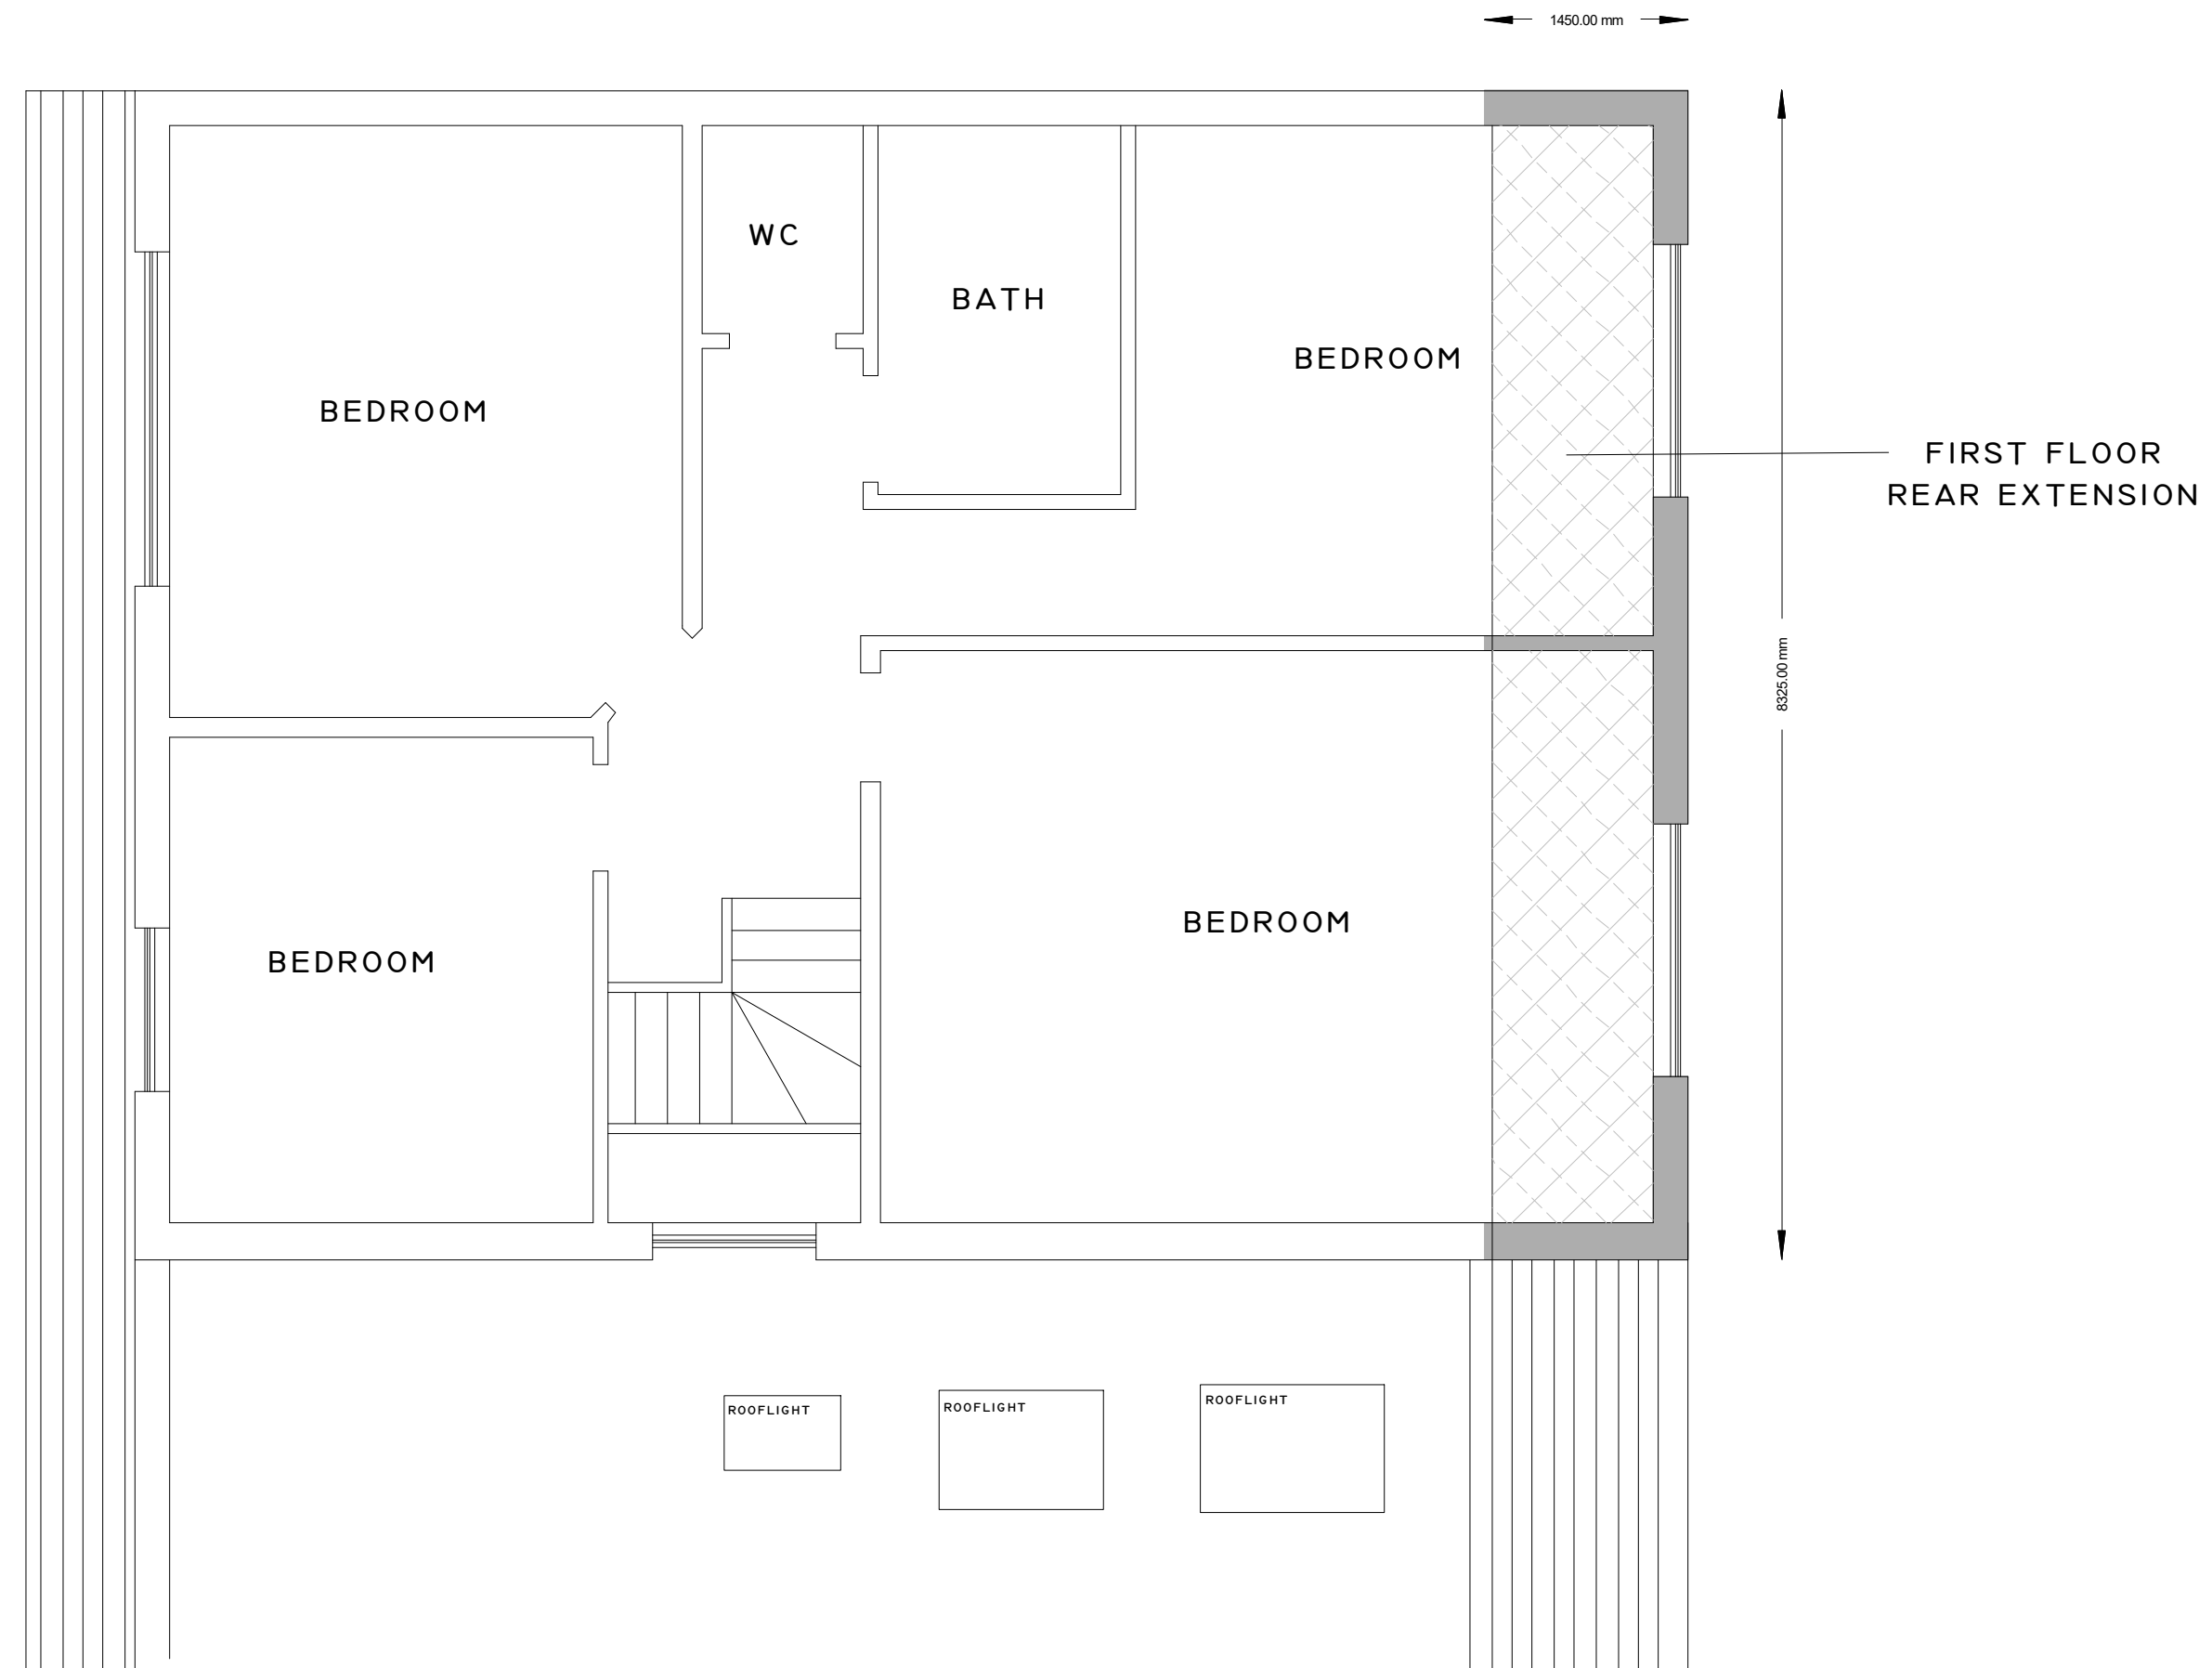 1450.00 mm
WC
BATH
BEDROOM
BEDROOM
FIRST FLOOR
REAR EXTENSION
8325.00 mm
BEDROOM
BEDROOM
ROOFLIGHT
ROOFLIGHT
ROOFLIGHT